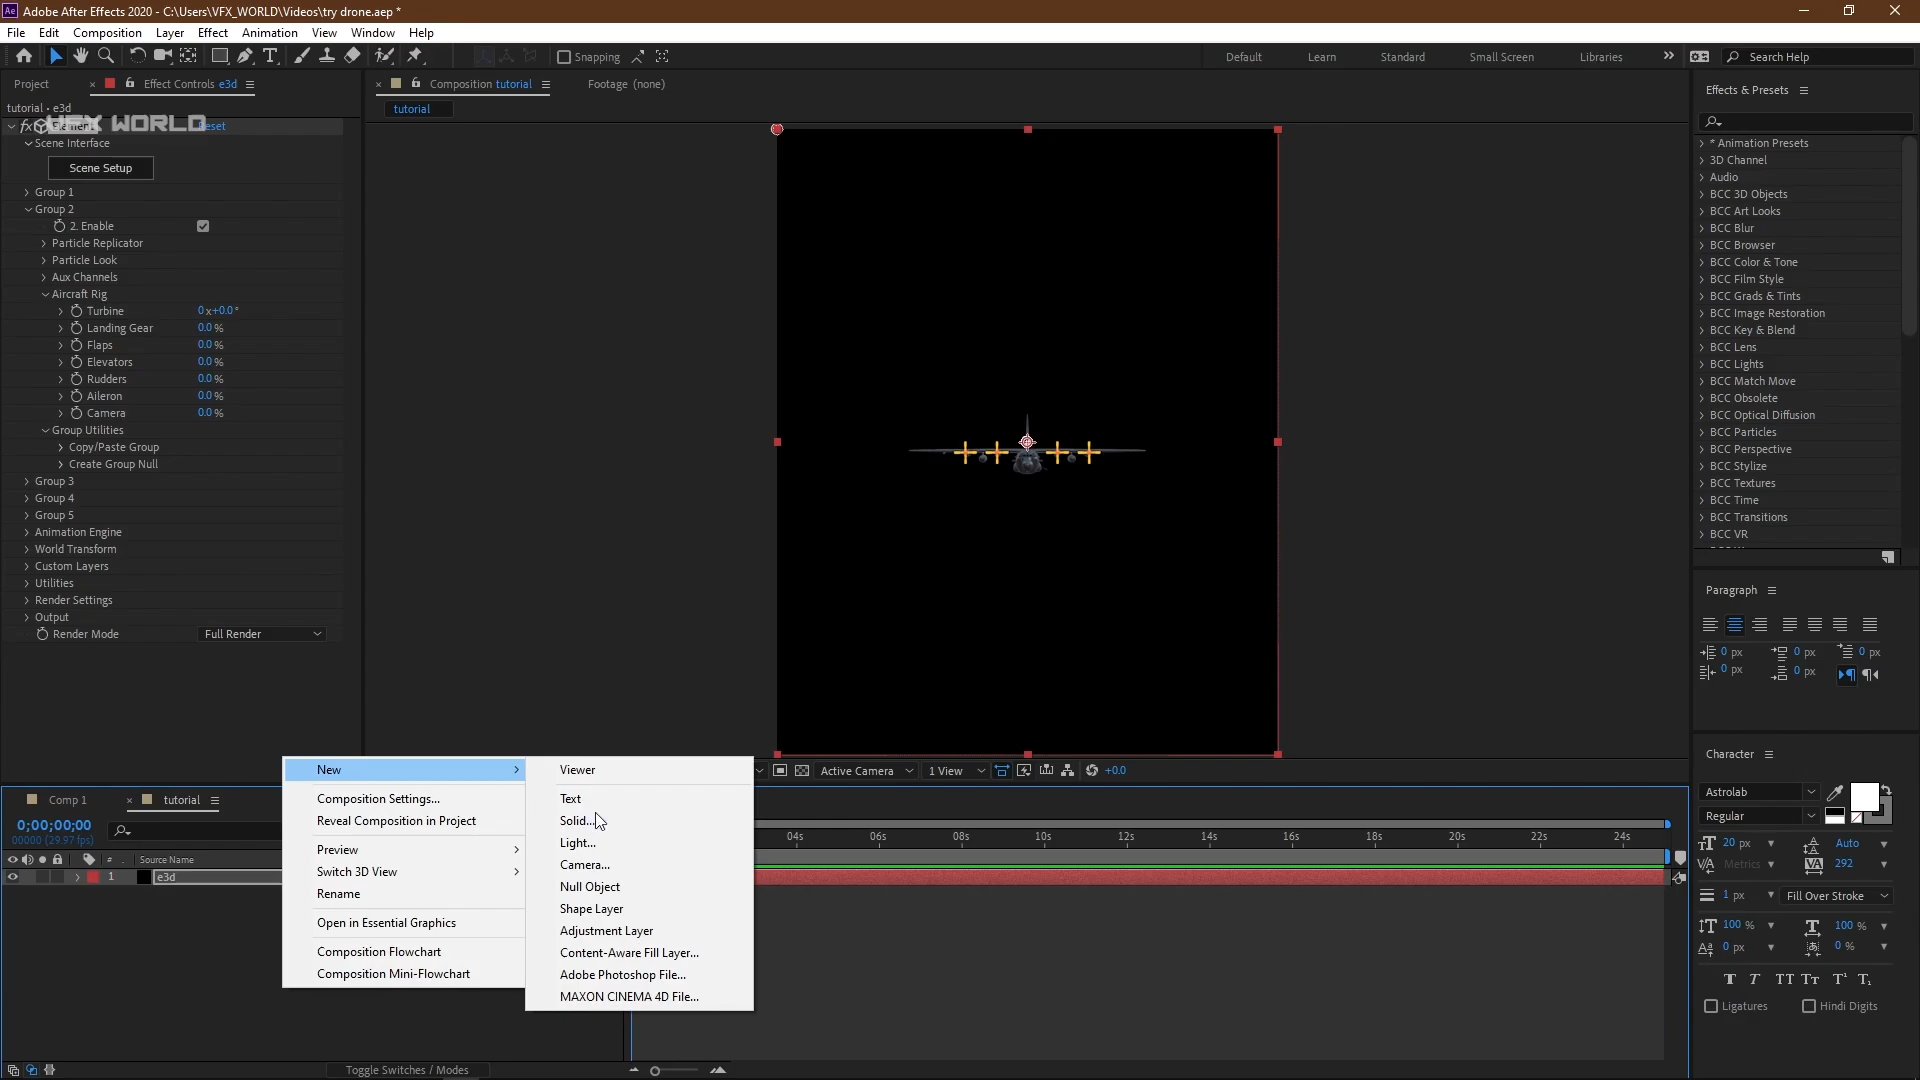 Ae Adobe After Effects 2020 - C:\Users\VFX_WORLD\Videos\try drone.aep *
File Edit Composition Layer Effect Animation View Window Help
Snapping Default Learn Standard Small Screen Libraries Search Help
Project Effect Controls e3d
Composition tutorial Footage (none)
Effects & Presets
tutorial • e3d
tutorial
fx Element Reset
VFX WORLD
Scene Interface
Scene Setup
Group 1
Group 2
2. Enable
Particle Replicator
Particle Look
Aux Channels
Aircraft Rig
Turbine 0x+0.0°
Landing Gear 0.0 %
Flaps 0.0 %
Elevators 0.0 %
Rudders 0.0 %
Aileron 0.0 %
Camera 0.0 %
Group Utilities
Copy/Paste Group
Create Group Null
Group 3
Group 4
Group 5
Animation Engine
World Transform
Custom Layers
Utilities
Render Settings
Output
Render Mode Full Render
* Animation Presets
3D Channel
Audio
BCC 3D Objects
BCC Art Looks
BCC Blur
BCC Browser
BCC Color & Tone
BCC Film Style
BCC Grads & Tints
BCC Image Restoration
BCC Key & Blend
BCC Lens
BCC Lights
BCC Match Move
BCC Obsolete
BCC Optical Diffusion
BCC Particles
BCC Perspective
BCC Stylize
BCC Textures
BCC Time
BCC Transitions
BCC VR
Paragraph
0 px 0 px 0 px
0 px 0 px
Character
Astrolab
Regular
20 px Auto
Metrics 292
1 px Fill Over Stroke
100 % 100 %
0 px 0 %
T T TT Tr T¹ T₁
Ligatures Hindi Digits
Active Camera 1 View +0.0
New
Composition Settings...
Reveal Composition in Project
Preview
Switch 3D View
Rename
Open in Essential Graphics
Composition Flowchart
Composition Mini-Flowchart
Viewer
Text
Solid...
Light...
Camera...
Null Object
Shape Layer
Adjustment Layer
Content-Aware Fill Layer...
Adobe Photoshop File...
MAXON CINEMA 4D File...
Comp 1 tutorial
0;00;00;00
00000 (29.97 fps)
04s 06s 08s 10s 12s 14s 16s 18s 20s 22s 24s
# Source Name
1 e3d
Toggle Switches / Modes